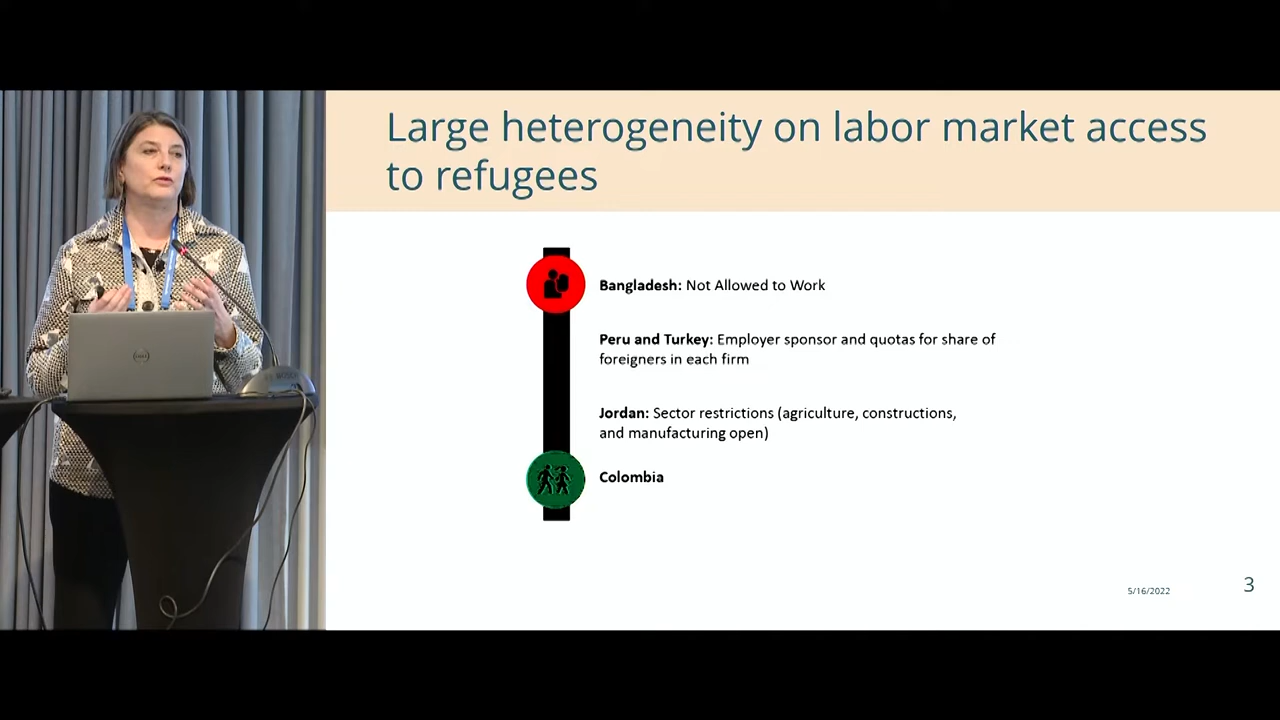 Large heterogeneity on labor market access
to refugees
Bangladesh: Not Allowed to Work
Peru and Turkey: Employer sponsor and quotas for share of
foreigners in each firm
Jordan: Sector restrictions (agriculture, constructions,
and manufacturing open)
Colombia
5/16/2022
3
DELL